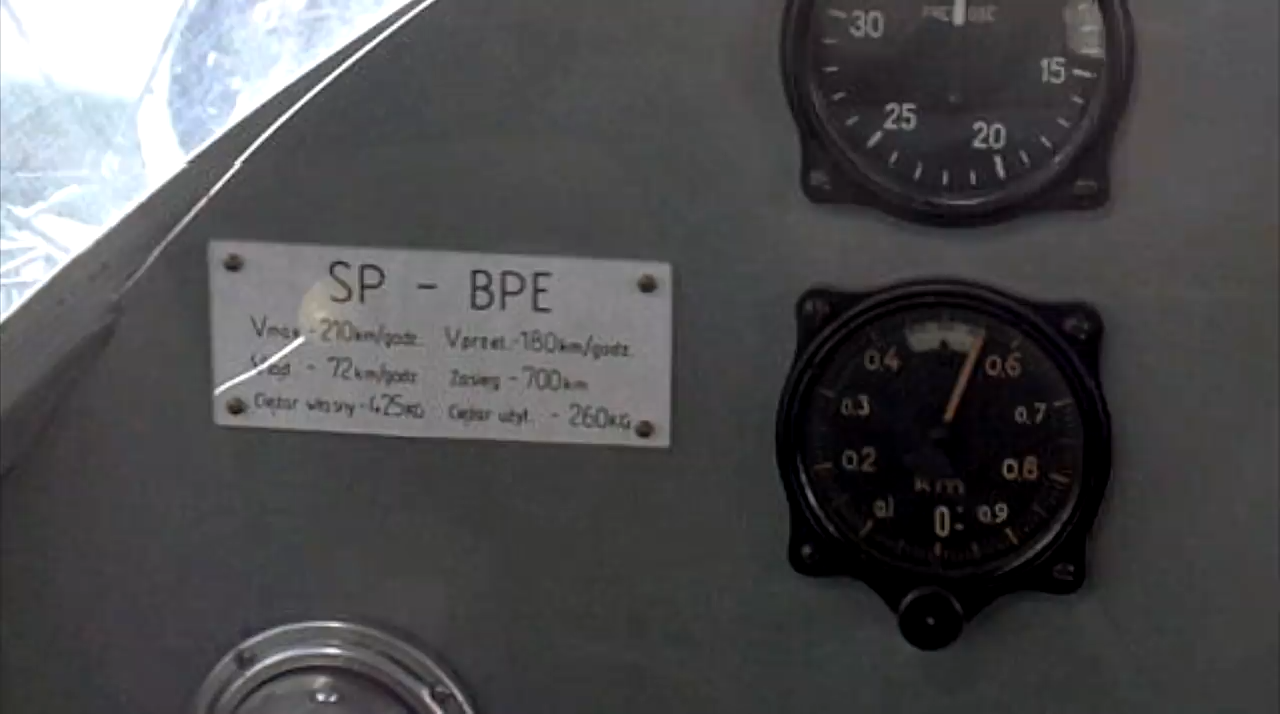 30
15
25
20
SP - BPE
Vmax - 210km/godz. Vprzel. - 180km/godz.
- 72km/godz Zasięg - 700km
Ciężar własny - 425KG Ciężar użyt. - 260KG
0.4 0.6
0.3 0.7
0.2 0.8
km
0.1 0: 0.9